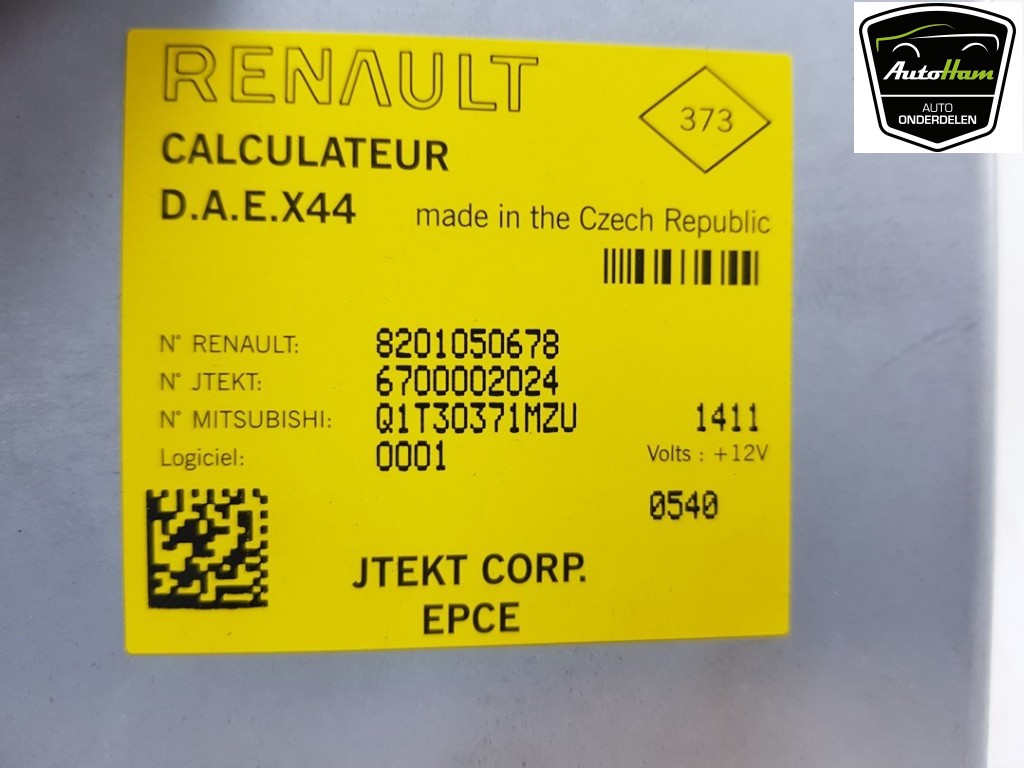 RENAULT
373
CALCULATEUR
D.A.E.X44
made in the Czech Republic
N° RENAULT: 8201050678
N° JTEKT: 6700002024
N° MITSUBISHI: Q1T30371MZU 1411
Logiciel: 0001 Volts : +12V
0540
JTEKT CORP.
EPCE
AutoHam
AUTO
ONDERDELEN